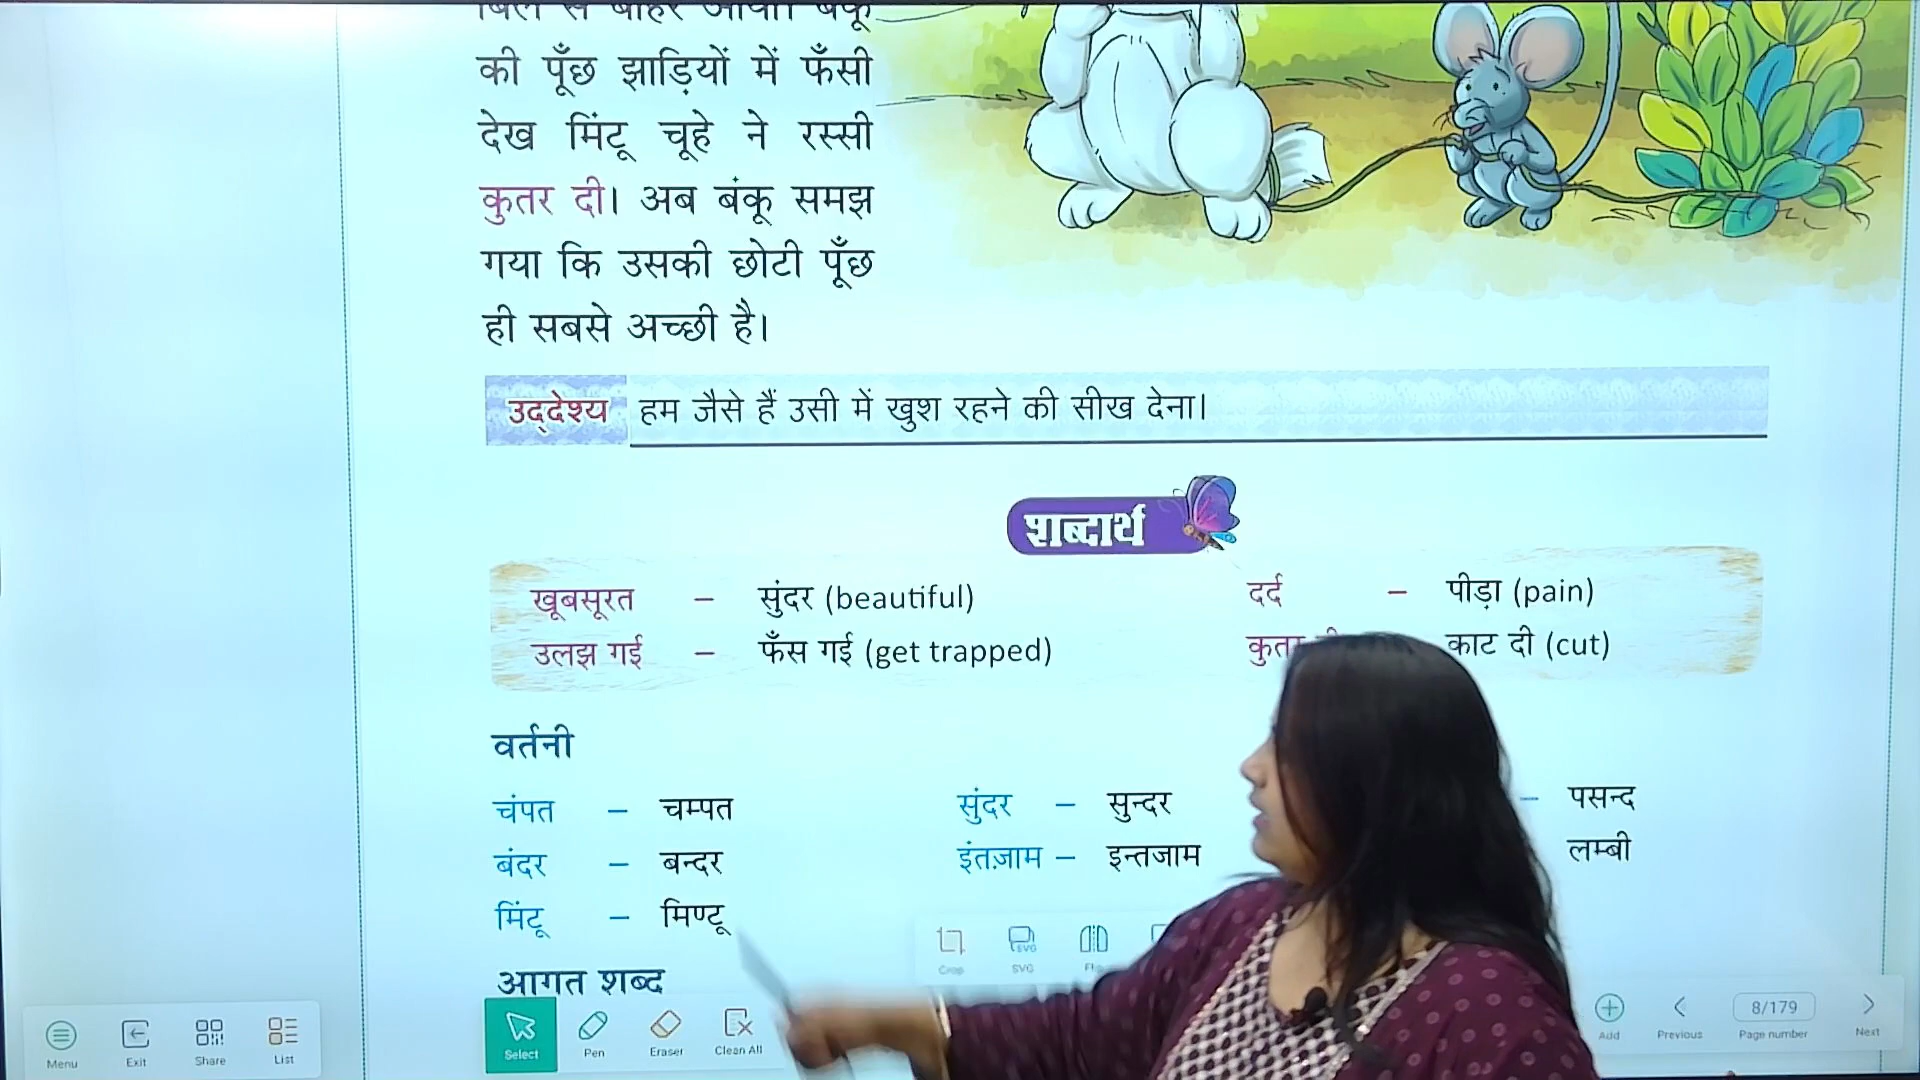 की पूँछ झाड़ियों में फँसी
देख मिंटू चूहे ने रस्सी
कुतर दी। अब बंकू समझ
गया कि उसकी छोटी पूँछ
ही सबसे अच्छी है।
उद्देश्य हम जैसे हैं उसी में खुश रहने की सीख देना।
शब्दार्थ
खूबसूरत – सुंदर (beautiful) दर्द – पीड़ा (pain)
उलझ गई – फँस गई (get trapped) काट दी (cut)
वर्तनी
चंपत – चम्पत सुंदर – सुन्दर – पसन्द
बंदर – बन्दर इंतज़ाम – इन्तजाम लम्बी
मिंटू – मिण्टू
आगत शब्द
Crop SVG
Select Pen Eraser Clean All
Menu Exit Share List
Add Previous 8/179 Page number Next